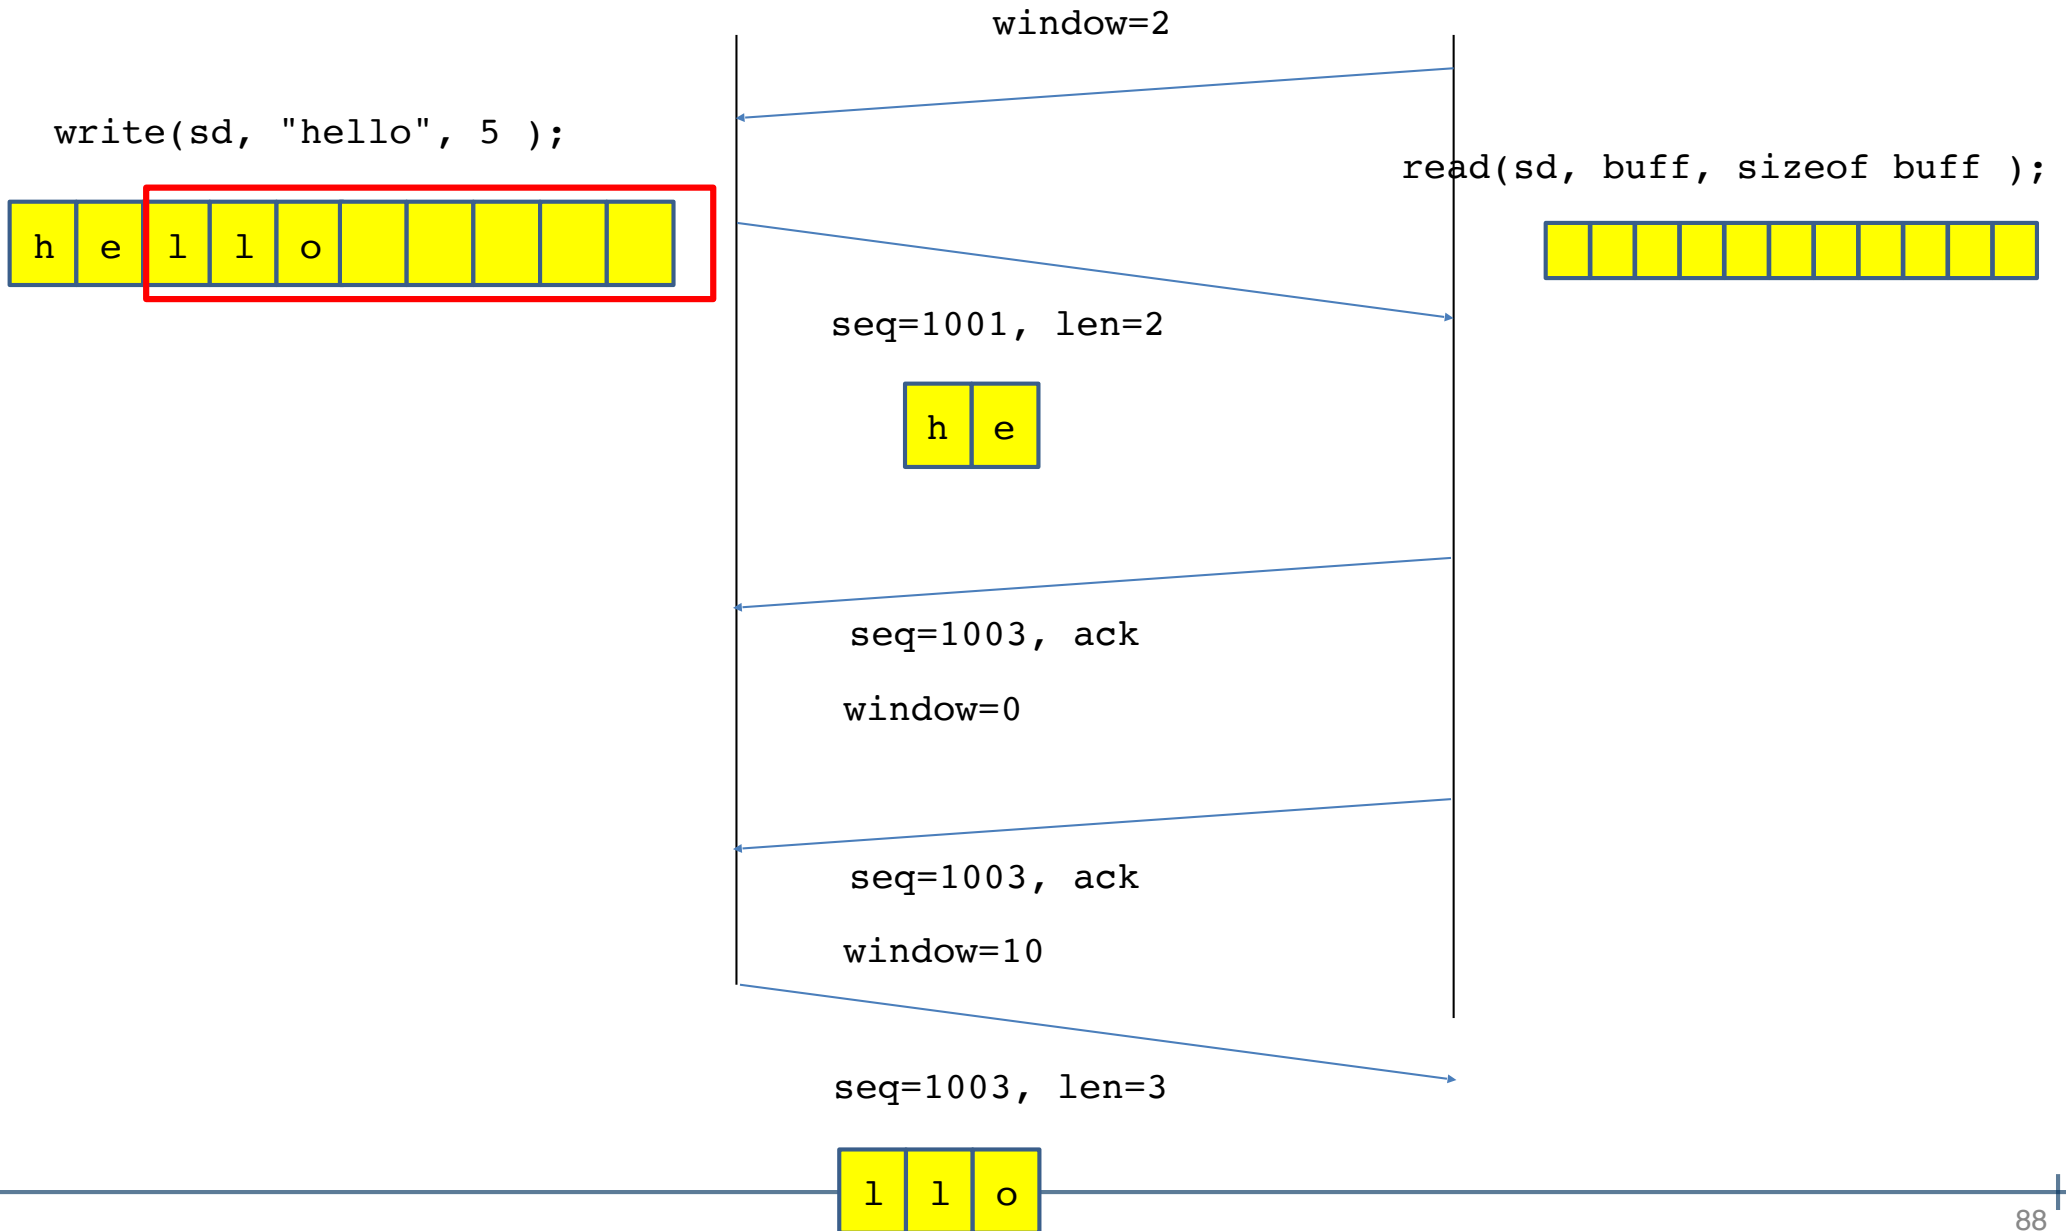 window=2
write(sd, "hello", 5 );
read(sd, buff, sizeof buff );
h e l l o
seq=1001, len=2
h e
seq=1003, ack
window=0
seq=1003, ack
window=10
seq=1003, len=3
l l o
88